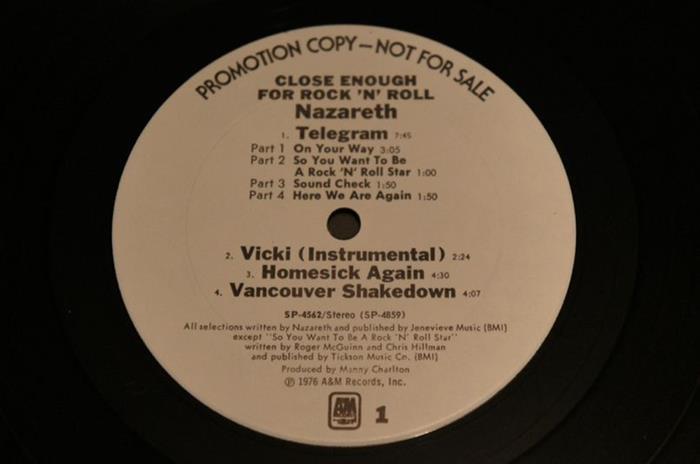 PROMOTION COPY—NOT FOR SALE
CLOSE ENOUGH
FOR ROCK 'N' ROLL
Nazareth
1. Telegram 7:45
Part 1 On Your Way 3:05
Part 2 So You Want To Be
A Rock 'N' Roll Star 1:00
Part 3 Sound Check 1:50
Part 4 Here We Are Again 1:50
2. Vicki (Instrumental) 2:24
3. Homesick Again 4:30
4. Vancouver Shakedown 4:07
SP-4562/Stereo (SP-4859)
All selections written by Nazareth and published by Jenevieve Music (BMI)
except "So You Want To Be A Rock 'N' Roll Star"
written by Roger McGuinn and Chris Hillman
and published by Tickson Music Co. (BMI)
Produced by Manny Charlton
℗ 1976 A&M Records, Inc.
A&M RECORDS 1